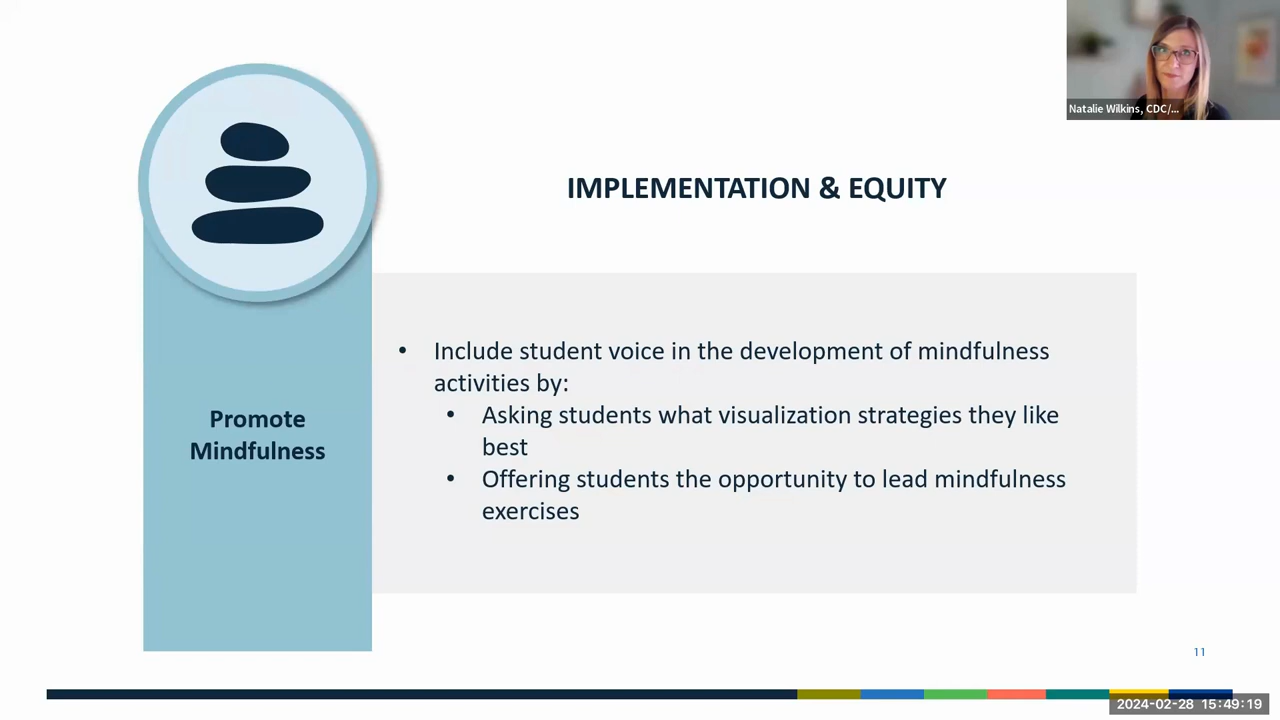 Natalie Wilkins, CDC/...
IMPLEMENTATION & EQUITY
Promote
Mindfulness
• Include student voice in the development of mindfulness
activities by:
• Asking students what visualization strategies they like
best
• Offering students the opportunity to lead mindfulness
exercises
11
2024-02-28 15:49:19